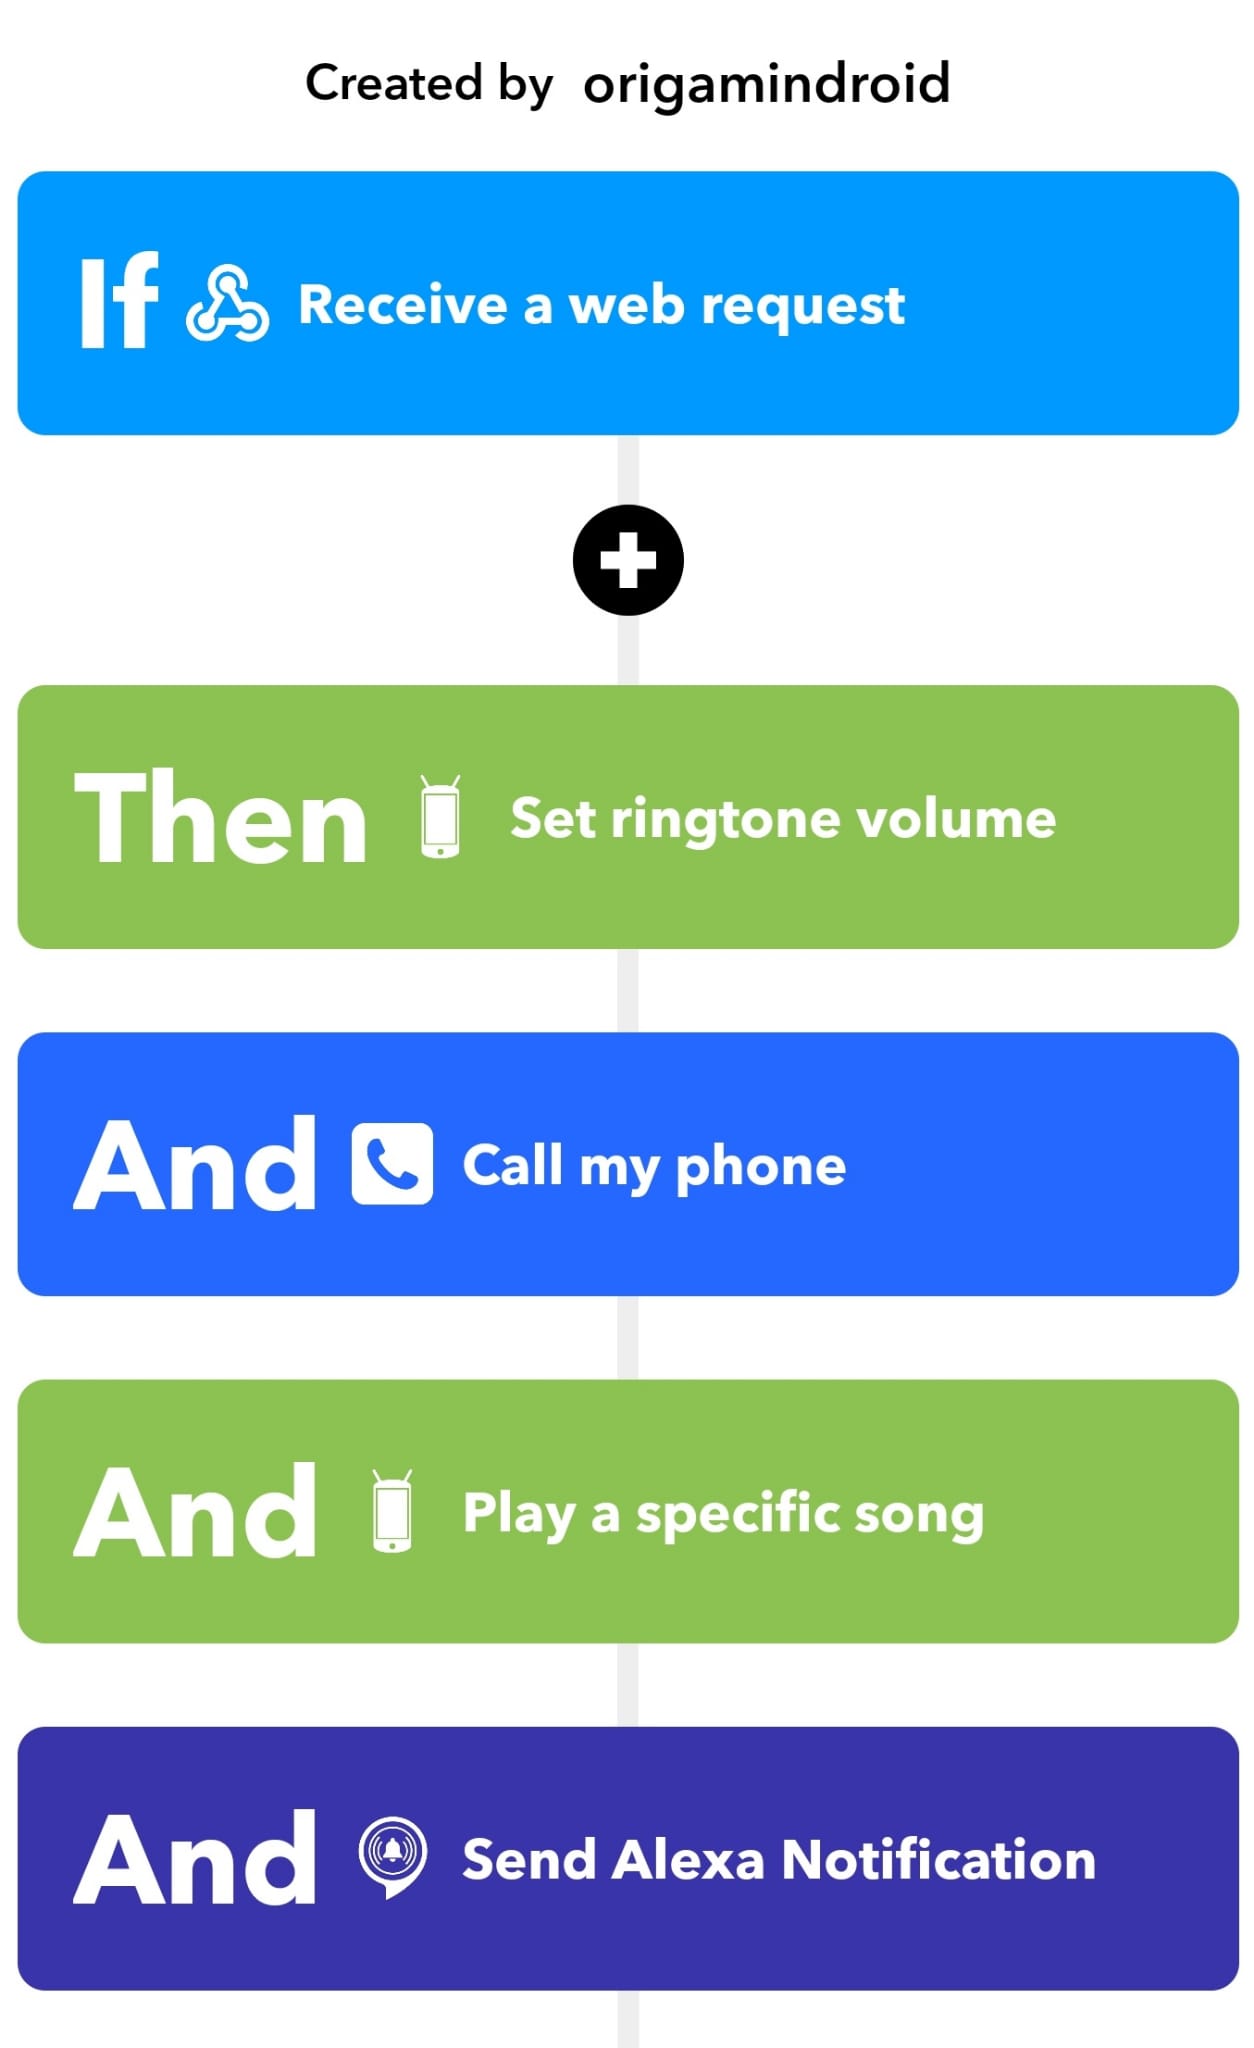 Created by origamindroid
If Receive a web request
Then Set ringtone volume
And Call my phone
And Play a specific song
And Send Alexa Notification